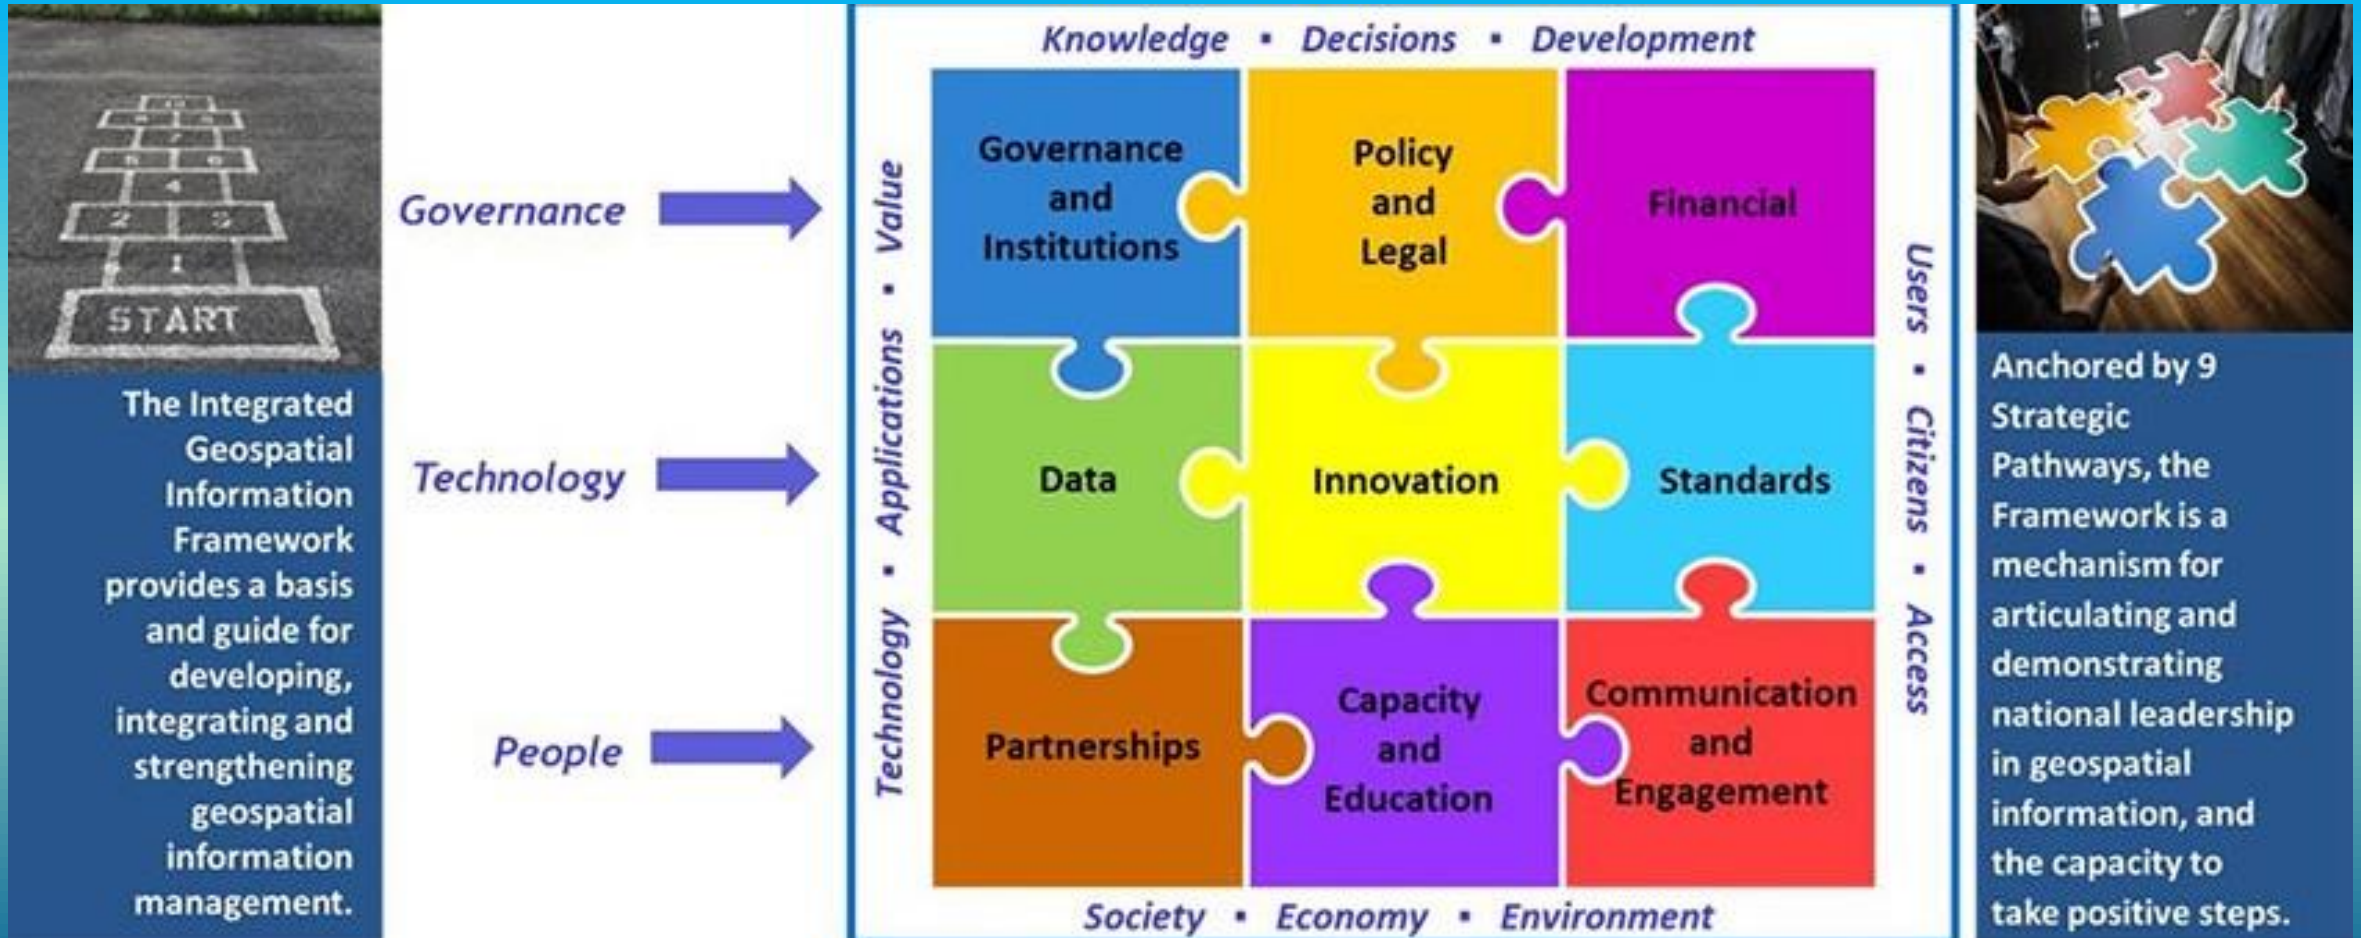 START
1
2 3
4
5 6
7
The Integrated
Geospatial
Information
Framework
provides a basis
and guide for
developing,
integrating and
strengthening
geospatial
information
management.
Governance
Technology
People
Knowledge ▪ Decisions ▪ Development
Technology ▪ Applications ▪ Value
Governance
and
Institutions
Policy
and
Legal
Financial
Data
Innovation
Standards
Partnerships
Capacity
and
Education
Communication
and
Engagement
Users ▪ Citizens ▪ Access
Society ▪ Economy ▪ Environment
Anchored by 9
Strategic
Pathways, the
Framework is a
mechanism for
articulating and
demonstrating
national leadership
in geospatial
information, and
the capacity to
take positive steps.